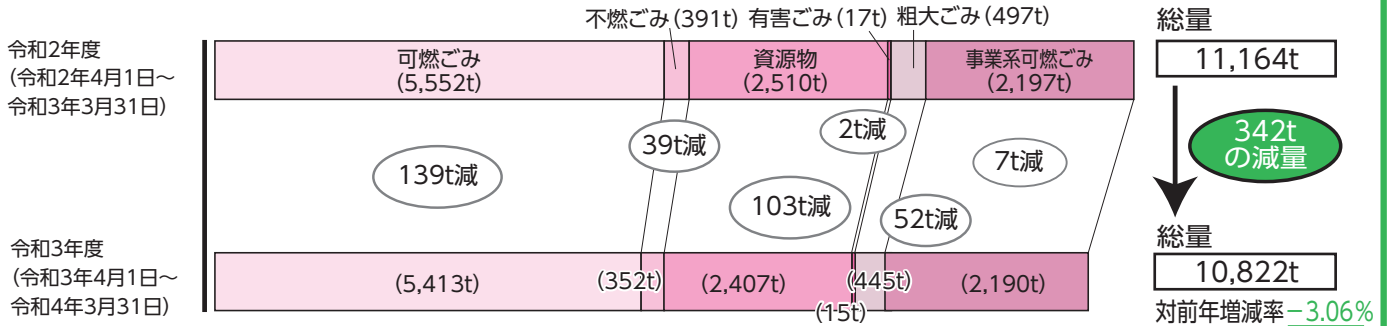 不燃ごみ(391t) 有害ごみ(17t) 粗大ごみ(497t)
令和2年度
(令和2年4月1日~
令和3年3月31日)
可燃ごみ
(5,552t)
資源物
(2,510t)
事業系可燃ごみ
(2,197t)
総量
11,164t
139t減
39t減
103t減
2t減
52t減
7t減
342t
の減量
令和3年度
(令和3年4月1日~
令和4年3月31日)
(5,413t)
(352t)
(2,407t)
(15t)
(445t)
(2,190t)
総量
10,822t
対前年増減率−3.06%